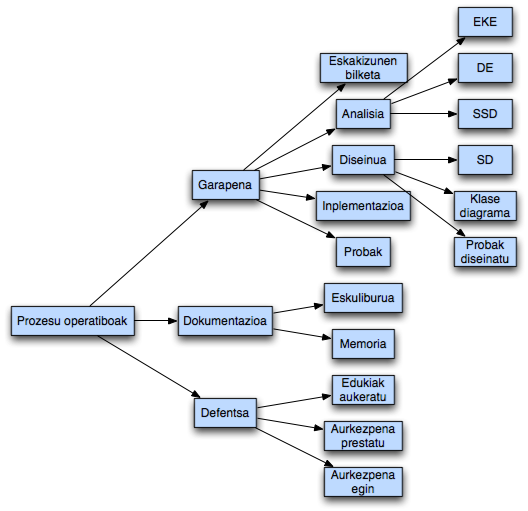 EKE
Eskakizunen
bilketa
DE
Analisia
SSD
Diseinua
SD
Garapena
Inplementazioa
Klase
diagrama
Probak
Probak
diseinatu
Eskuliburua
Prozesu operatiboak
Dokumentazioa
Memoria
Edukiak
aukeratu
Defentsa
Aurkezpena
prestatu
Aurkezpena
egin